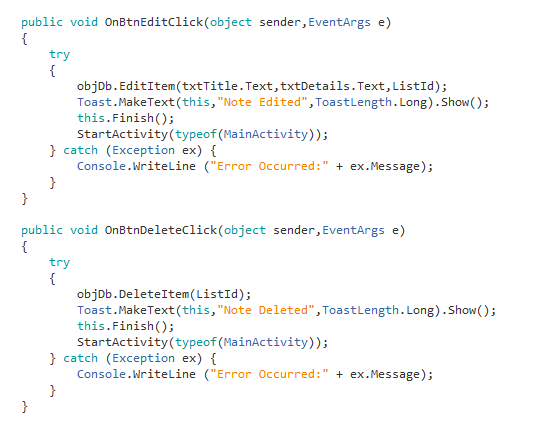 public void OnBtnEditClick(object sender,EventArgs e)
{
    try
    {
        objDb.EditItem(txtTitle.Text,txtDetails.Text,ListId);
        Toast.MakeText(this,"Note Edited",ToastLength.Long).Show();
        this.Finish();
        StartActivity(typeof(MainActivity));
    } catch (Exception ex) {
        Console.WriteLine ("Error Occurred:" + ex.Message);
    }
}
public void OnBtnDeleteClick(object sender,EventArgs e)
{
    try
    {
        objDb.DeleteItem(ListId);
        Toast.MakeText(this,"Note Deleted",ToastLength.Long).Show();
        this.Finish();
        StartActivity(typeof(MainActivity));
    } catch (Exception ex) {
        Console.WriteLine ("Error Occurred:" + ex.Message);
    }
}